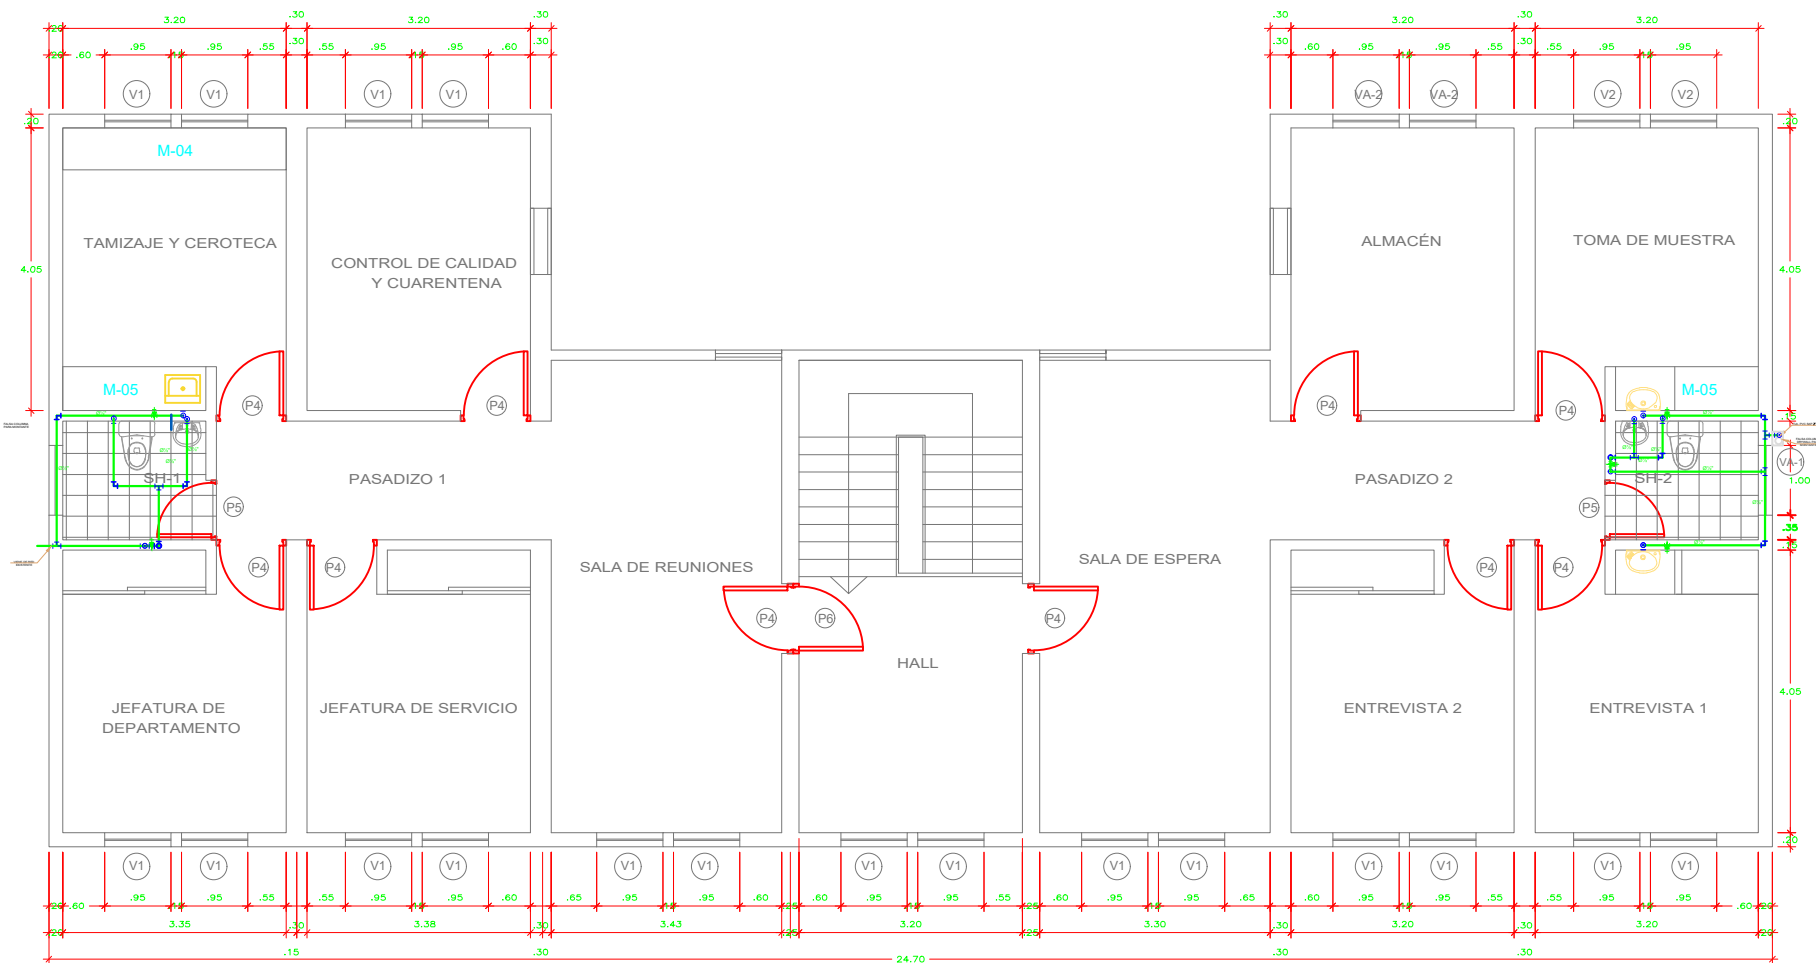 .30 .30 .30 .30
3.20 3.20 3.20 3.20
.60 .95 .95 .55 .30 .55 .95 .95 .60 .30 .30 .60 .95 .95 .55 .30 .55 .95 .95
V1 V1 V1 V1 VA-2 VA-2 V2 V2
.20 .20
M-04
TAMIZAJE Y CEROTECA
CONTROL DE CALIDAD
Y CUARENTENA
ALMACÉN
TOMA DE MUESTRA
4.05 4.05
M-05 M-05
P4 P4 P4 P4
SH-1 PASADIZO 1 PASADIZO 2 SH-2
VA-1
1.00
P5 P5
SALA DE REUNIONES
SALA DE ESPERA
P4 P4 P4 P4
P4 P6 P4
HALL
4.05
JEFATURA DE
DEPARTAMENTO
JEFATURA DE SERVICIO
ENTREVISTA 2
ENTREVISTA 1
.20
V1 V1 V1 V1 V1 V1 V1 V1 V1 V1 V1 V1 V1 V1
.60 .95 .95 .55 .55 .95 .95 .60 .65 .95 .95 .60 .60 .95 .95 .60 .95 .95 .65 .60 .95 .95 .55 .55 .95 .95 .60
3.35 .30 3.38 .30 3.43 3.20 3.30 .30 3.20 .30 3.20
.15 .30 24.70 .30 .30